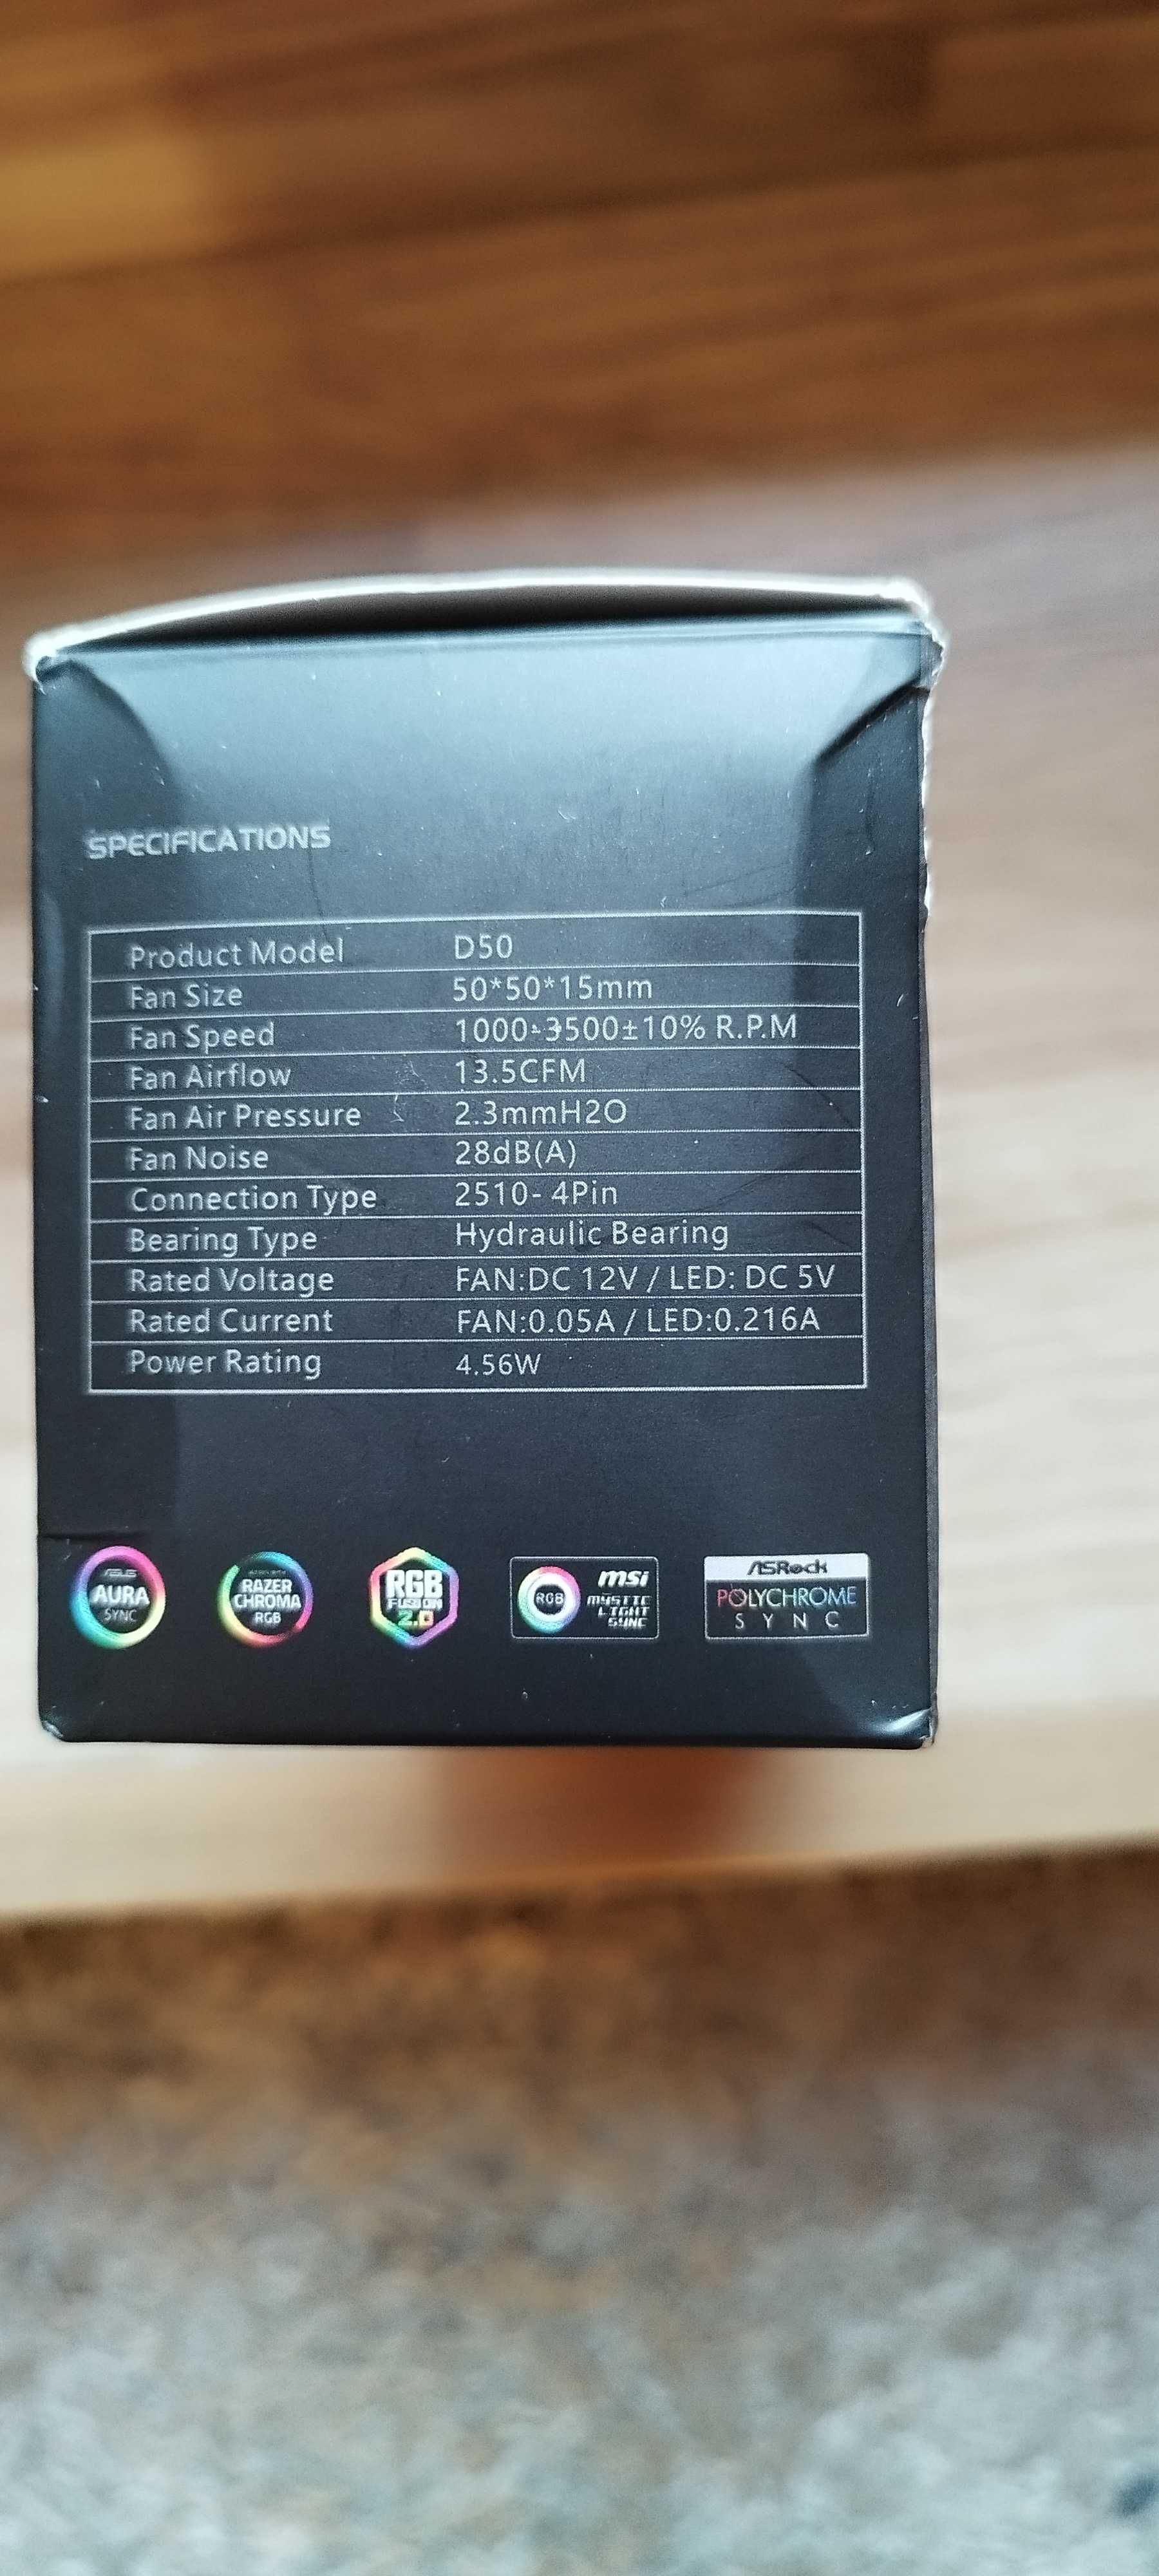 SPECIFICATIONS
Product Model D50
Fan Size 50*50*15mm
Fan Speed 1000-3500±10% R.P.M
Fan Airflow 13.5CFM
Fan Air Pressure 2.3mmH2O
Fan Noise 28dB(A)
Connection Type 2510- 4Pin
Bearing Type Hydraulic Bearing
Rated Voltage FAN:DC 12V / LED: DC 5V
Rated Current FAN:0.05A / LED:0.216A
Power Rating 4.56W
ASUS
AURA
SYNC
RAZER
CHROMA
RGB
RGB
FUSION
2.0
RGB
msi
MYSTIC
LIGHT
SYNC
ASRock
POLYCHROME
SYNC